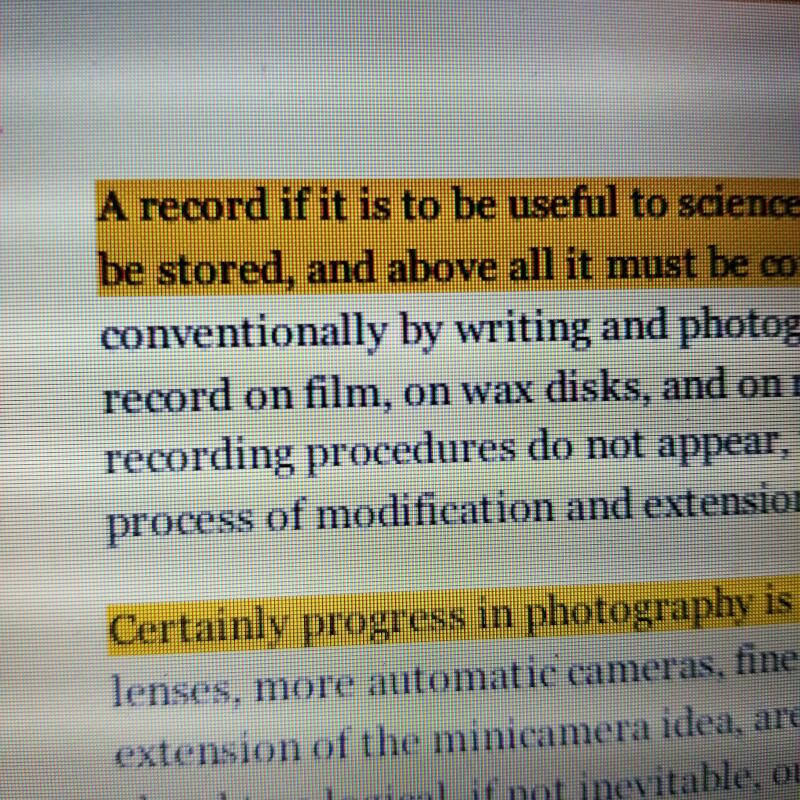 A record if it is to be useful to science
be stored, and above all it must be co
conventionally by writing and photog
record on film, on wax disks, and on
recording procedures do not appear,
process of modification and extension
Certainly progress in photography is
lenses, more automatic cameras, fine
extension of the minicamera idea, are
logical, if not inevitable,